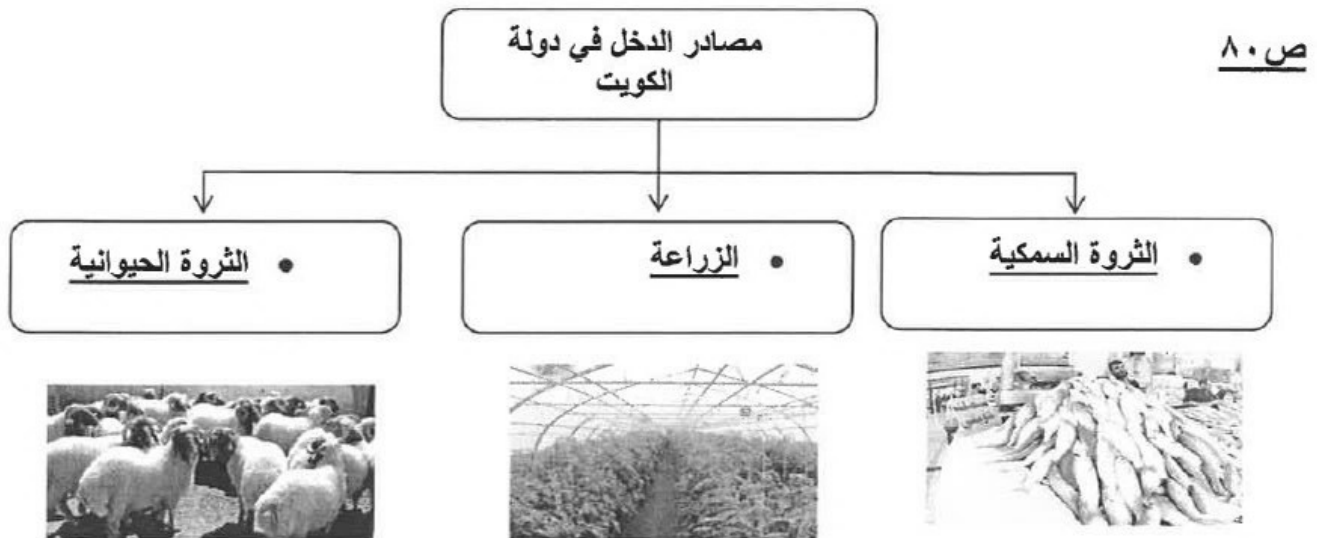 ص٨٠
مصادر الدخل في دولة
الكويت
• الثروة السمكية
• الزراعة
• الثروة الحيوانية